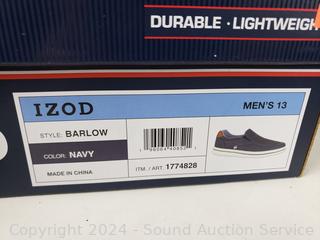 DURABLE · LIGHTWEIGH
IZOD
MEN'S 13
STYLE: BARLOW
COLOR: NAVY
MADE IN CHINA
ITM. / ART. 1774828
Copyright 2024 - Sound Auction Service